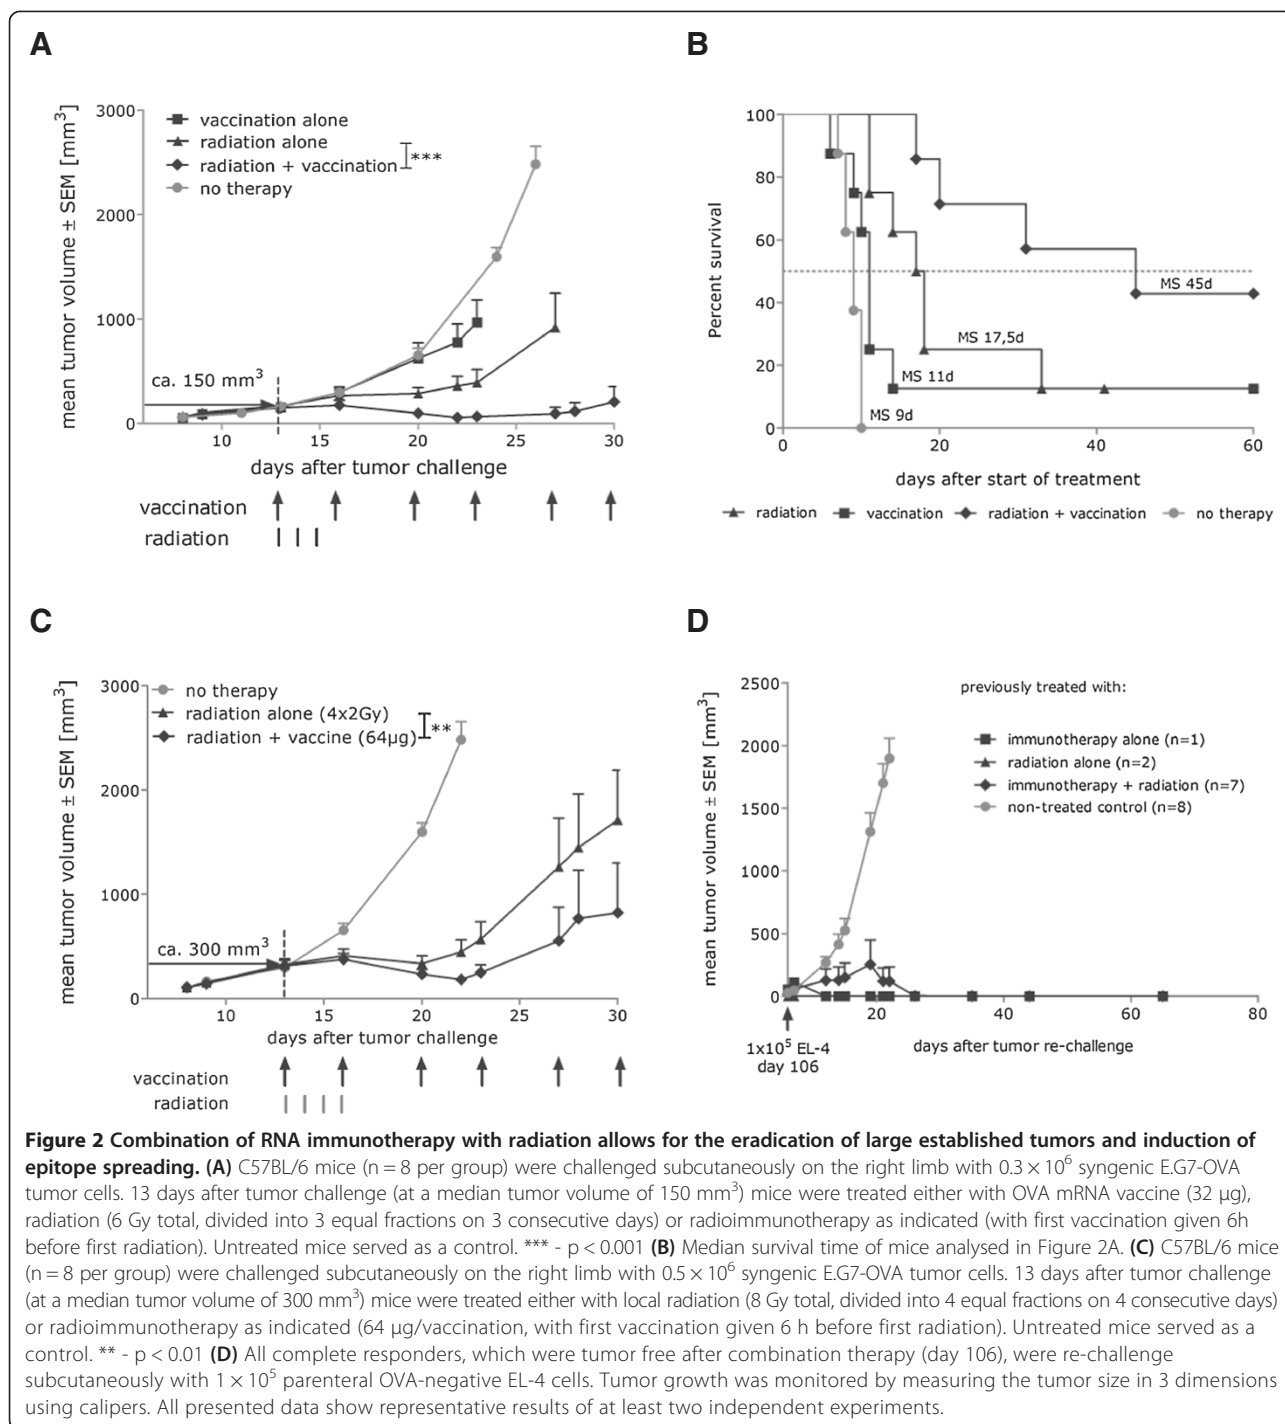 A
3000
2000
1000
0
mean tumor volume ± SEM [mm³]
vaccination alone
radiation alone
radiation + vaccination
***
no therapy
ca. 150 mm³
10 15 20 25 30
days after tumor challenge
vaccination
radiation
B
100
80
60
40
20
0
Percent survival
MS 45d
MS 17,5d
MS 11d
MS 9d
0 20 40 60
days after start of treatment
radiation vaccination radiation + vaccination no therapy
C
3000
2000
1000
0
mean tumor volume ± SEM [mm³]
no therapy
radiation alone (4x2Gy)
radiation + vaccine (64µg)
**
ca. 300 mm³
10 15 20 25 30
days after tumor challenge
vaccination
radiation
D
2500
2000
1500
1000
500
0
mean tumor volume ± SEM [mm³]
previously treated with:
immunotherapy alone (n=1)
radiation alone (n=2)
immunotherapy + radiation (n=7)
non-treated control (n=8)
20 40 60 80
1x10⁵ EL-4
day 106
days after tumor re-challenge
Figure 2 Combination of RNA immunotherapy with radiation allows for the eradication of large established tumors and induction of
epitope spreading. (A) C57BL/6 mice (n = 8 per group) were challenged subcutaneously on the right limb with 0.3 × 10⁶ syngenic E.G7-OVA
tumor cells. 13 days after tumor challenge (at a median tumor volume of 150 mm³) mice were treated either with OVA mRNA vaccine (32 µg),
radiation (6 Gy total, divided into 3 equal fractions on 3 consecutive days) or radioimmunotherapy as indicated (with first vaccination given 6h
before first radiation). Untreated mice served as a control. *** - p < 0.001 (B) Median survival time of mice analysed in Figure 2A. (C) C57BL/6 mice
(n = 8 per group) were challenged subcutaneously on the right limb with 0.5 × 10⁶ syngenic E.G7-OVA tumor cells. 13 days after tumor challenge
(at a median tumor volume of 300 mm³) mice were treated either with local radiation (8 Gy total, divided into 4 equal fractions on 4 consecutive days)
or radioimmunotherapy as indicated (64 µg/vaccination, with first vaccination given 6 h before first radiation). Untreated mice served as a
control. ** - p < 0.01 (D) All complete responders, which were tumor free after combination therapy (day 106), were re-challenge
subcutaneously with 1 × 10⁵ parenteral OVA-negative EL-4 cells. Tumor growth was monitored by measuring the tumor size in 3 dimensions
using calipers. All presented data show representative results of at least two independent experiments.